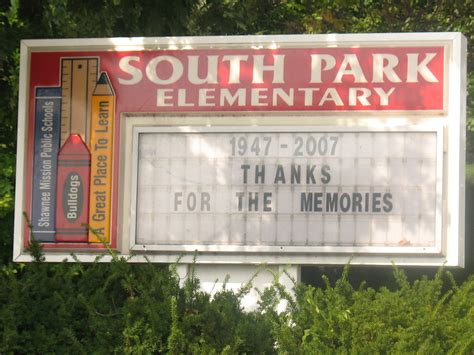 SOUTH PARK
ELEMENTARY
Shawnee Mission Public Schools
Bulldogs
A Great Place To Learn
1947 - 2007
THANKS
FOR THE MEMORIES